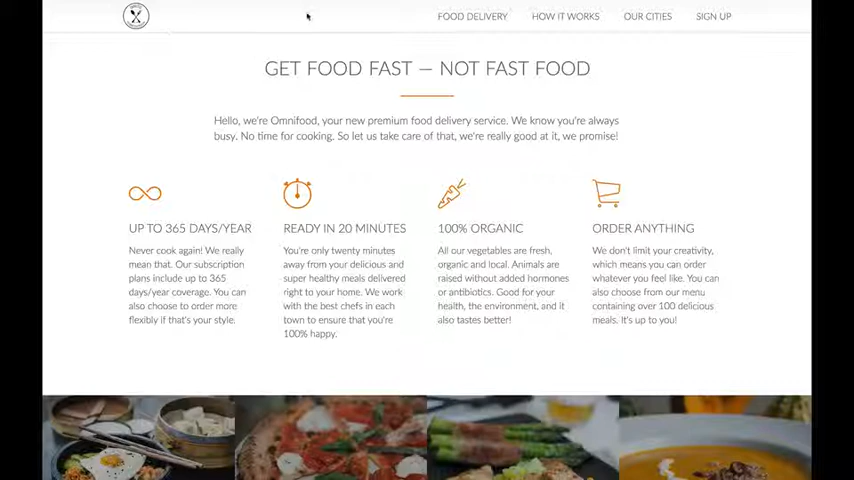 FOOD DELIVERY HOW IT WORKS OUR CITIES SIGN UP
GET FOOD FAST — NOT FAST FOOD
Hello, we're Omnifood, your new premium food delivery service. We know you're always
busy. No time for cooking. So let us take care of that, we're really good at it, we promise!
UP TO 365 DAYS/YEAR
Never cook again! We really
mean that. Our subscription
plans include up to 365
days/year coverage. You can
also choose to order more
flexibly if that's your style.
READY IN 20 MINUTES
You're only twenty minutes
away from your delicious and
super healthy meals delivered
right to your home. We work
with the best chefs in each
town to ensure that you're
100% happy.
100% ORGANIC
All our vegetables are fresh,
organic and local. Animals are
raised without added hormones
or antibiotics. Good for your
health, the environment, and it
also tastes better!
ORDER ANYTHING
We don't limit your creativity,
which means you can order
whatever you feel like. You can
also choose from our menu
containing over 100 delicious
meals. It's up to you!